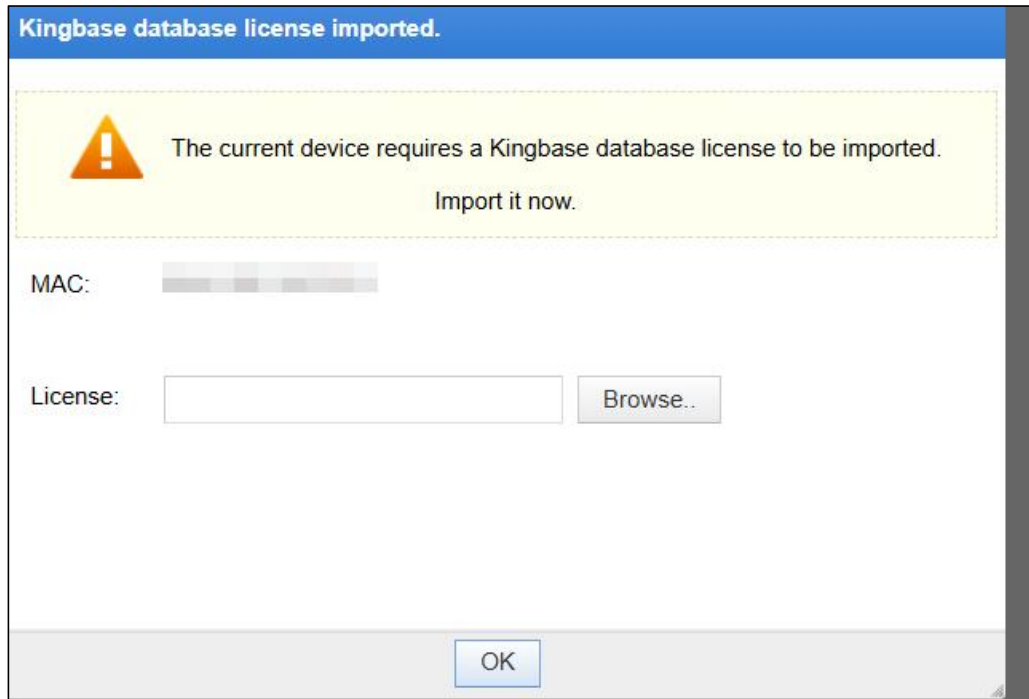 Kingbase database license imported.
The current device requires a Kingbase database license to be imported.
Import it now.
MAC:
License:
Browse..
OK